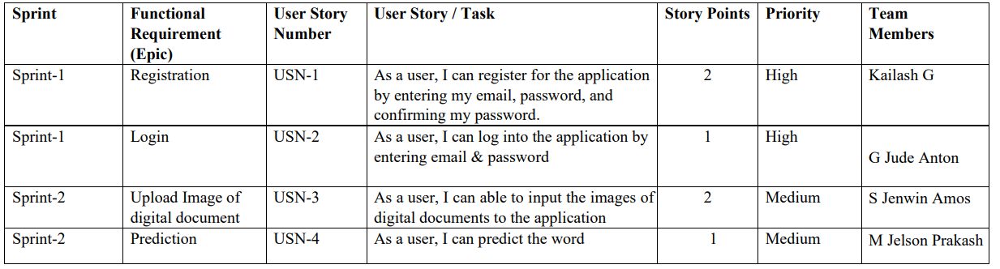 Sprint Functional Requirement (Epic) User Story Number User Story / Task Story Points Priority Team Members
Sprint-1 Registration USN-1 As a user, I can register for the application by entering my email, password, and confirming my password. 2 High Kailash G
Sprint-1 Login USN-2 As a user, I can log into the application by entering email & password 1 High G Jude Anton
Sprint-2 Upload Image of digital document USN-3 As a user, I can able to input the images of digital documents to the application 2 Medium S Jenwin Amos
Sprint-2 Prediction USN-4 As a user, I can predict the word 1 Medium M Jelson Prakash